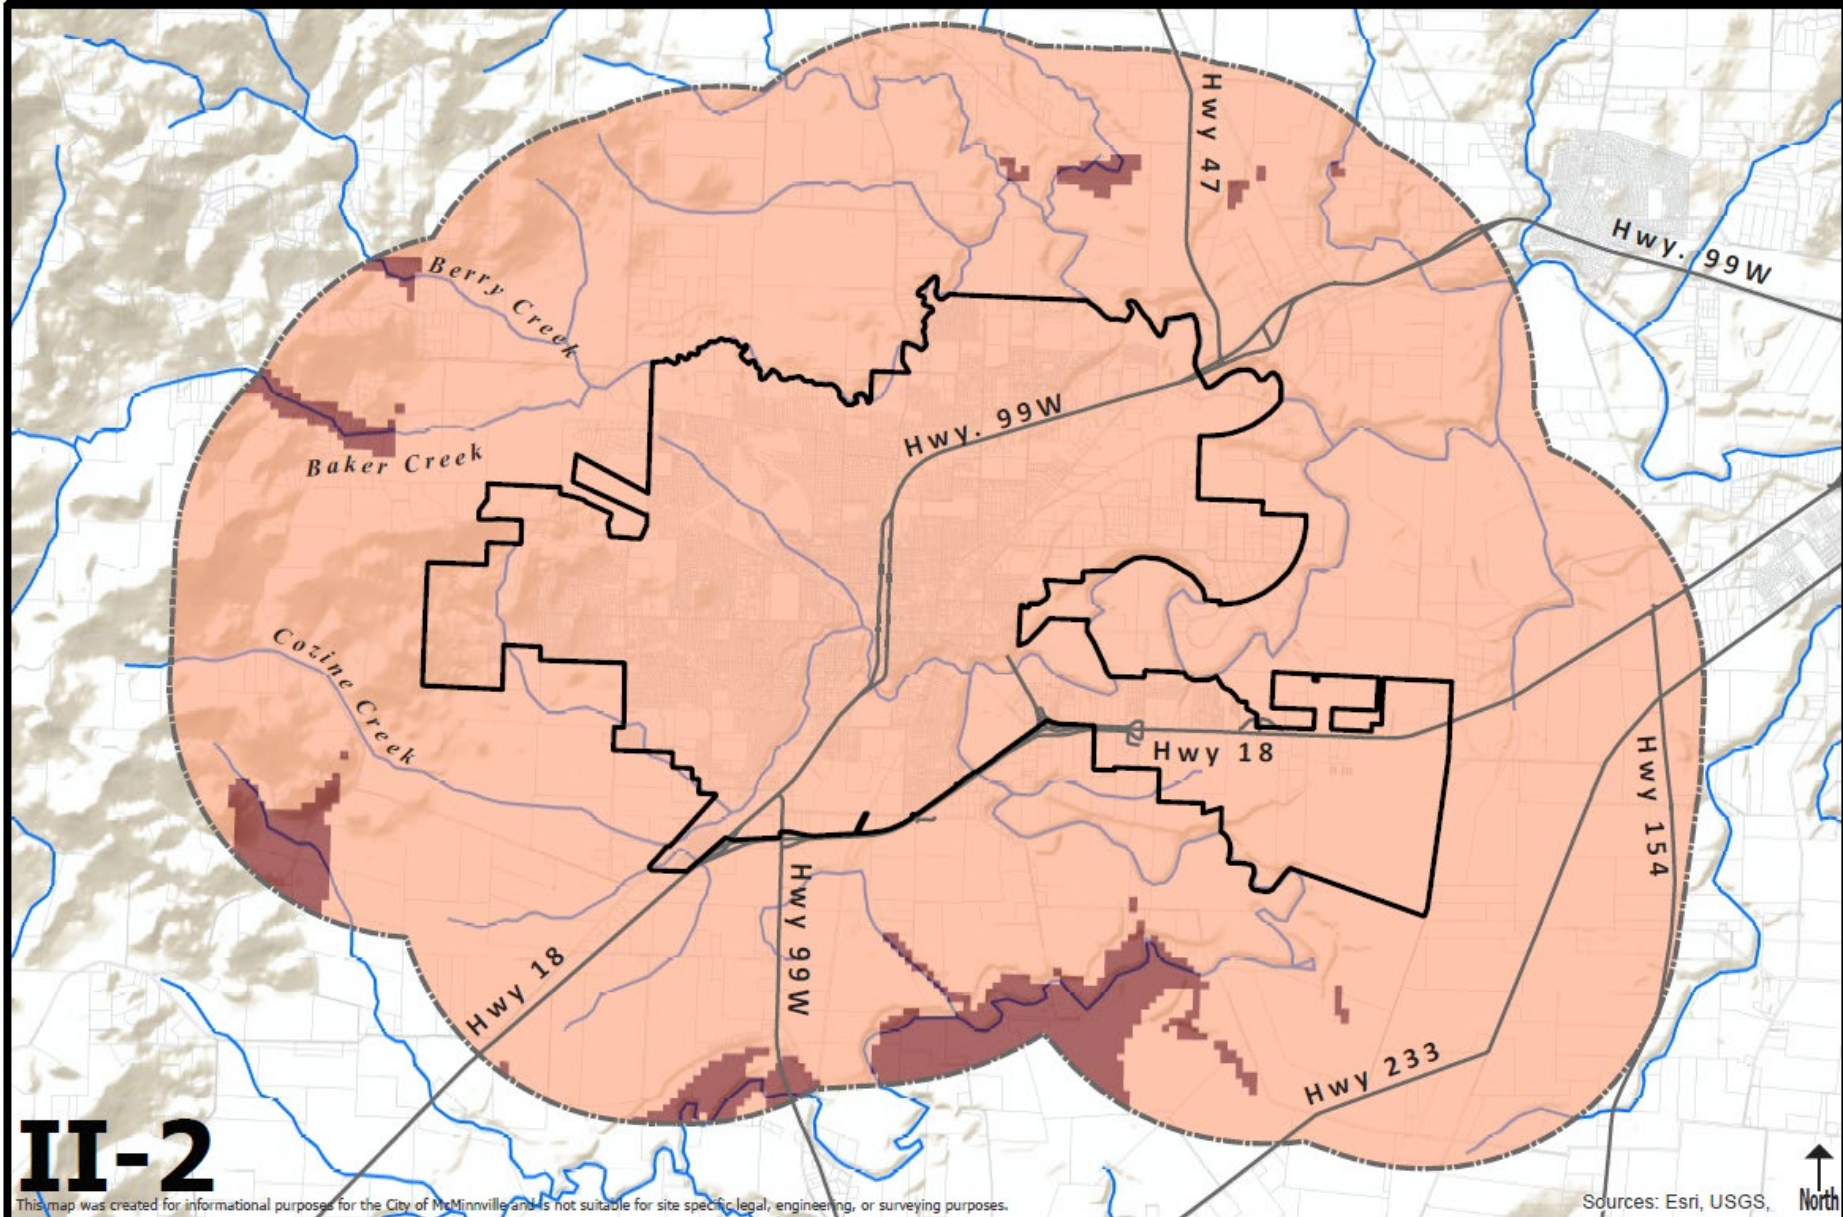 Hwy 47
Hwy. 99W
Berry Creek
Hwy. 99W
Baker Creek
Cozine Creek
Hwy 18
Hwy 154
Hwy 99W
Hwy 18
Hwy 233
II-2
This map was created for informational purposes for the City of McMinnville and is not suitable for site specific legal, engineering, or surveying purposes.
Sources: Esri, USGS,
North